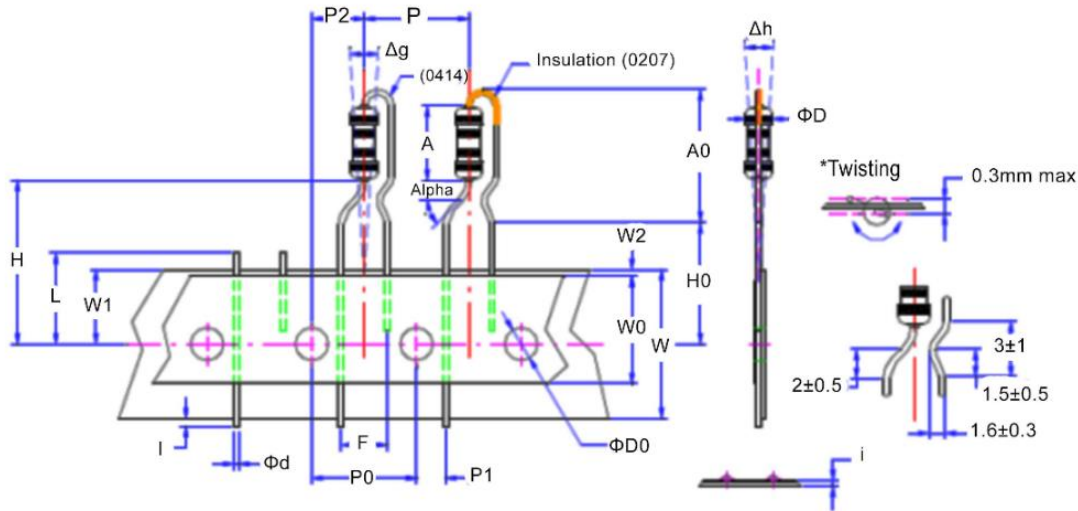 P2
P
Δg
Δh
(0414)
Insulation (0207)
ΦD
A
A0
*Twisting
0.3mm max
Alpha
H
L
W1
W2
H0
W0
W
3±1
2±0.5
1.5±0.5
1.6±0.3
I
Φd
F
P0
P1
ΦD0
i